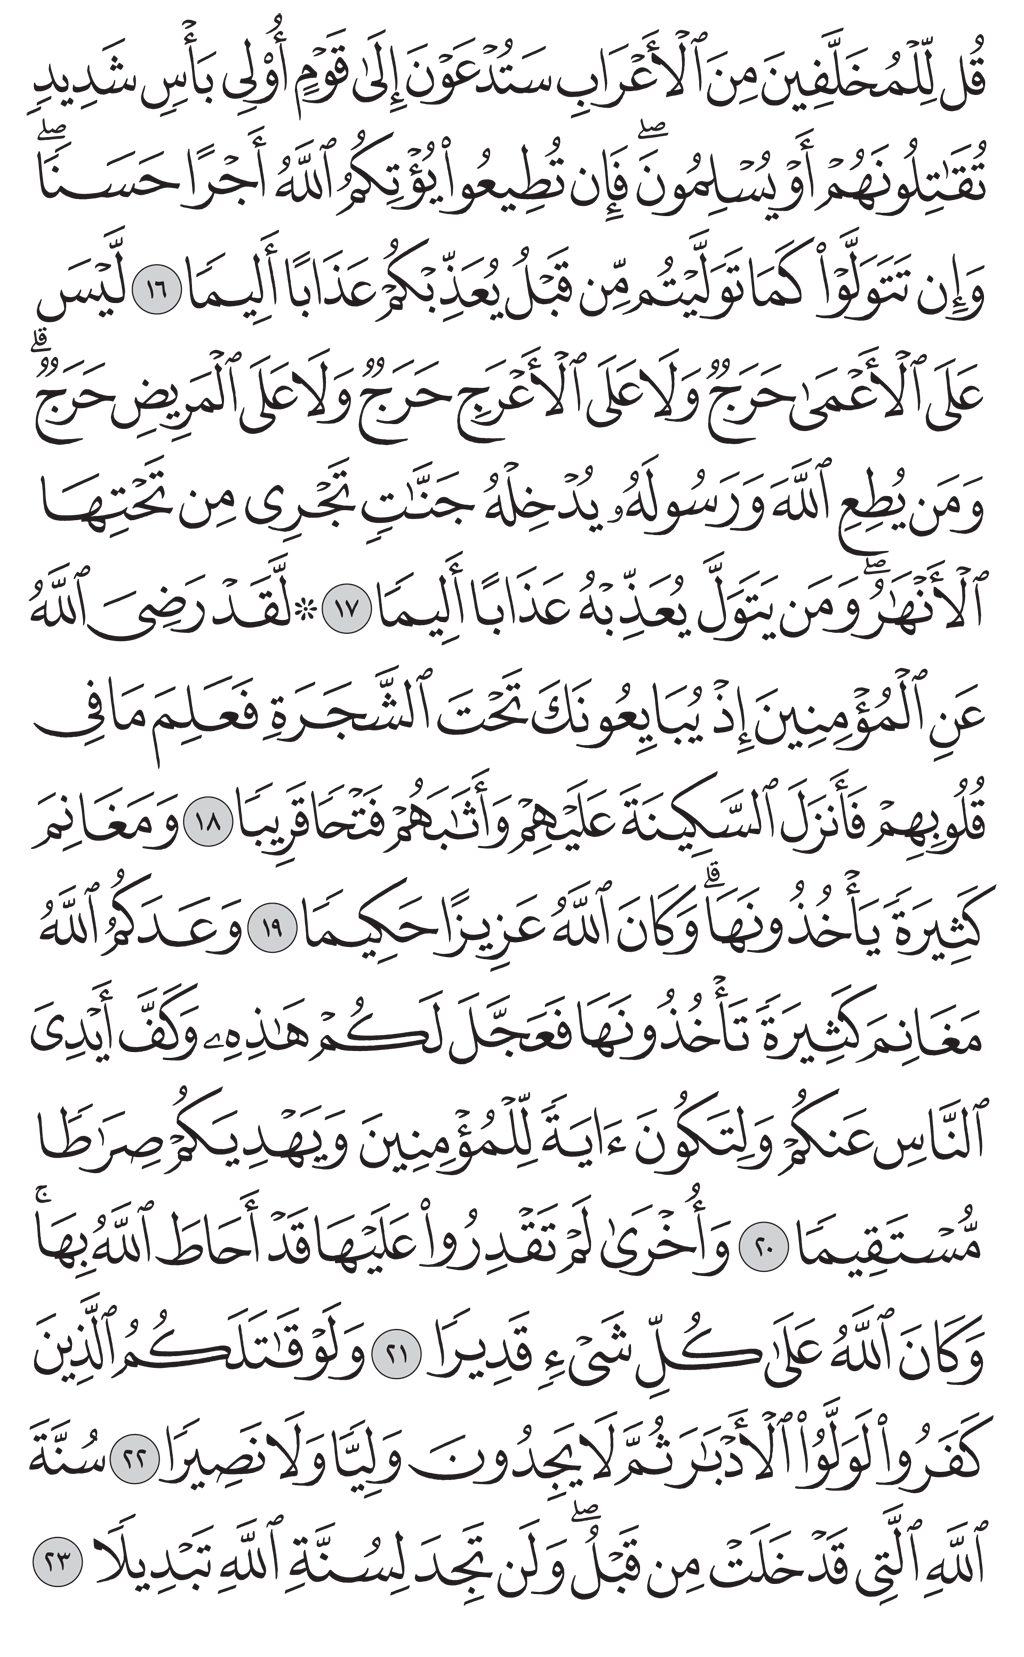 قُل لِّلْمُخَلَّفِينَ مِنَ ٱلْأَعْرَابِ سَتُدْعَوْنَ إِلَىٰ قَوْمٍ أُو۟لِى بَأْسٍ شَدِيدٍ
تُقَـٰتِلُونَهُمْ أَوْ يُسْلِمُونَ ۖ فَإِن تُطِيعُوا۟ يُؤْتِكُمُ ٱللَّهُ أَجْرًا حَسَنًا ۖ
وَإِن تَتَوَلَّوْا۟ كَمَا تَوَلَّيْتُم مِّن قَبْلُ يُعَذِّبْكُمْ عَذَابًا أَلِيمًا ١٦ لَّيْسَ
عَلَى ٱلْأَعْمَىٰ حَرَجٌ وَلَا عَلَى ٱلْأَعْرَجِ حَرَجٌ وَلَا عَلَى ٱلْمَرِيضِ حَرَجٌ ۗ
وَمَن يُطِعِ ٱللَّهَ وَرَسُولَهُۥ يُدْخِلْهُ جَنَّـٰتٍ تَجْرِى مِن تَحْتِهَا
ٱلْأَنْهَـٰرُ ۖ وَمَن يَتَوَلَّ يُعَذِّبْهُ عَذَابًا أَلِيمًا ١٧ ۞ لَّقَدْ رَضِىَ ٱللَّهُ
عَنِ ٱلْمُؤْمِنِينَ إِذْ يُبَايِعُونَكَ تَحْتَ ٱلشَّجَرَةِ فَعَلِمَ مَا فِى
قُلُوبِهِمْ فَأَنزَلَ ٱلسَّكِينَةَ عَلَيْهِمْ وَأَثَـٰبَهُمْ فَتْحًا قَرِيبًا ١٨ وَمَغَانِمَ
كَثِيرَةً يَأْخُذُونَهَا ۗ وَكَانَ ٱللَّهُ عَزِيزًا حَكِيمًا ١٩ وَعَدَكُمُ ٱللَّهُ
مَغَانِمَ كَثِيرَةً تَأْخُذُونَهَا فَعَجَّلَ لَكُمْ هَـٰذِهِۦ وَكَفَّ أَيْدِىَ
ٱلنَّاسِ عَنكُمْ وَلِتَكُونَ ءَايَةً لِّلْمُؤْمِنِينَ وَيَهْدِيَكُمْ صِرَٰطًا
مُّسْتَقِيمًا ٢٠ وَأُخْرَىٰ لَمْ تَقْدِرُوا۟ عَلَيْهَا قَدْ أَحَاطَ ٱللَّهُ بِهَا ۚ
وَكَانَ ٱللَّهُ عَلَىٰ كُلِّ شَىْءٍ قَدِيرًا ٢١ وَلَوْ قَـٰتَلَكُمُ ٱلَّذِينَ
كَفَرُوا۟ لَوَلَّوُا۟ ٱلْأَدْبَـٰرَ ثُمَّ لَا يَجِدُونَ وَلِيًّا وَلَا نَصِيرًا ٢٢ سُنَّةَ
ٱللَّهِ ٱلَّتِى قَدْ خَلَتْ مِن قَبْلُ ۖ وَلَن تَجِدَ لِسُنَّةِ ٱللَّهِ تَبْدِيلًا ٢٣